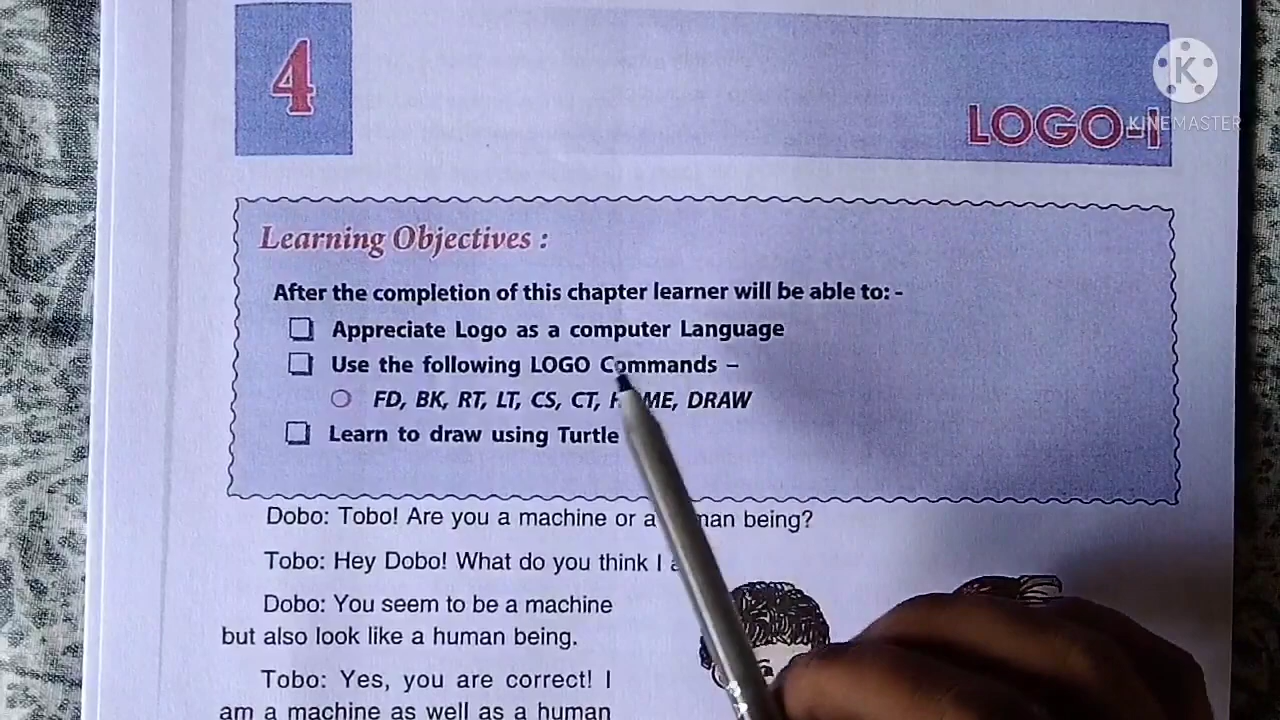 4
LOGO-I
K
KINEMASTER
Learning Objectives :
After the completion of this chapter learner will be able to: -
Appreciate Logo as a computer Language
Use the following LOGO Commands –
FD, BK, RT, LT, CS, CT, DRAW
Learn to draw using Turtle
Dobo: Tobo! Are you a machine or a being?
Tobo: Hey Dobo! What do you think I
Dobo: You seem to be a machine
but also look like a human being.
Tobo: Yes, you are correct! I
am a machine as well as a human